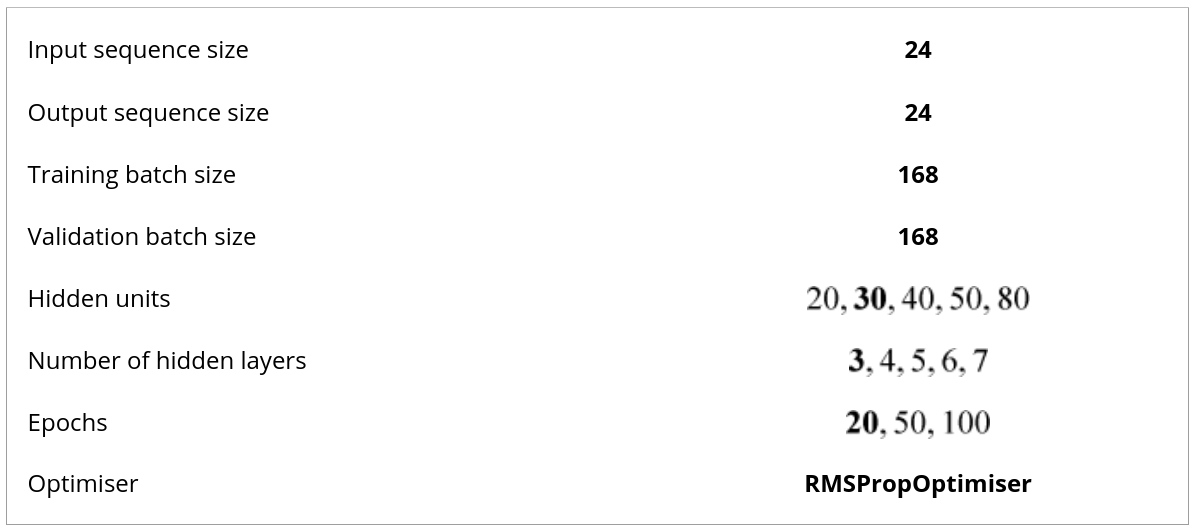 Input sequence size 24
Output sequence size 24
Training batch size 168
Validation batch size 168
Hidden units 20, 30, 40, 50, 80
Number of hidden layers 3, 4, 5, 6, 7
Epochs 20, 50, 100
Optimiser RMSPropOptimiser